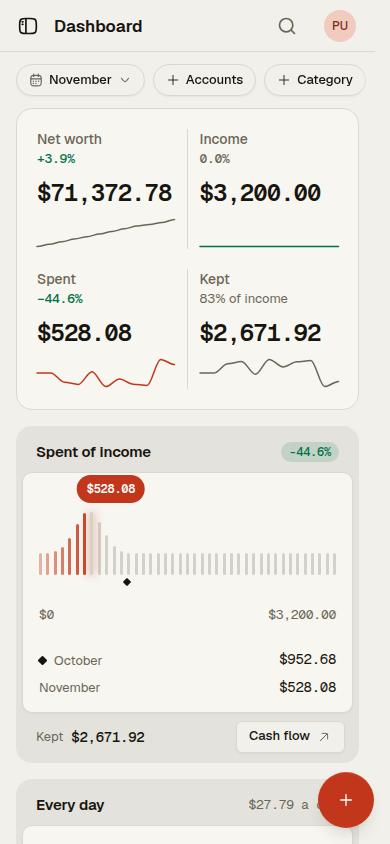 Dashboard
PU
November
Accounts
Category
Net worth
+3.9%
$71,372.78
Income
0.0%
$3,200.00
Spent
−44.6%
$528.08
Kept
83% of income
$2,671.92
Spent of income
-44.6%
$528.08
$0 $3,200.00
October $952.68
November $528.08
Kept $2,671.92
Cash flow
Every day $27.79 a